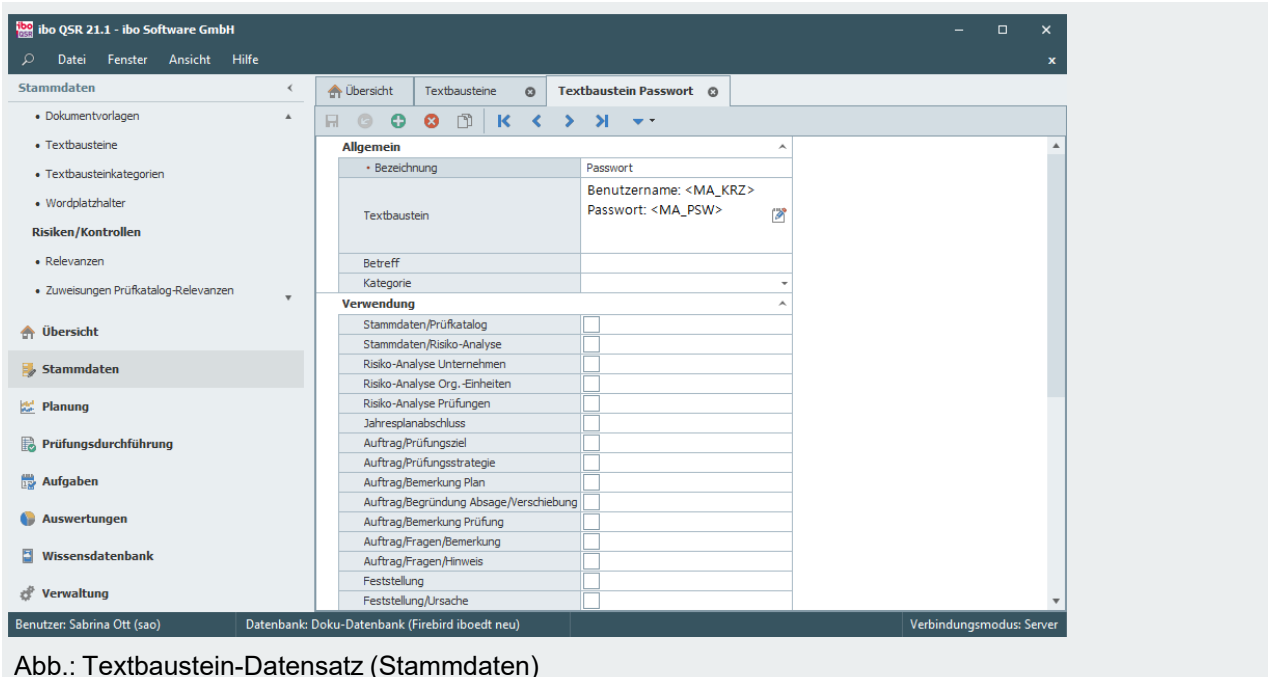 ibo QSR 21.1 - ibo Software GmbH
Datei Fenster Ansicht Hilfe
Stammdaten
Dokumentvorlagen
Textbausteine
Textbausteinkategorien
Wordplatzhalter
Risiken/Kontrollen
Relevanzen
Zuweisungen Prüfkatalog-Relevanzen
Übersicht
Stammdaten
Planung
Prüfungsdurchführung
Aufgaben
Auswertungen
Wissensdatenbank
Verwaltung
Übersicht Textbausteine Textbaustein Passwort
Allgemein
Bezeichnung Passwort
Textbaustein
Benutzername: <MA_KRZ>
Passwort: <MA_PSW>
Betreff
Kategorie
Verwendung
Stammdaten/Prüfkatalog
Stammdaten/Risiko-Analyse
Risiko-Analyse Unternehmen
Risiko-Analyse Org.-Einheiten
Risiko-Analyse Prüfungen
Jahresplanabschluss
Auftrag/Prüfungsziel
Auftrag/Prüfungsstrategie
Auftrag/Bemerkung Plan
Auftrag/Begründung Absage/Verschiebung
Auftrag/Bemerkung Prüfung
Auftrag/Fragen/Bemerkung
Auftrag/Fragen/Hinweis
Feststellung
Feststellung/Ursache
Benutzer: Sabrina Ott (sao) Datenbank: Doku-Datenbank (Firebird iboedt neu) Verbindungsmodus: Server
Abb.: Textbaustein-Datensatz (Stammdaten)